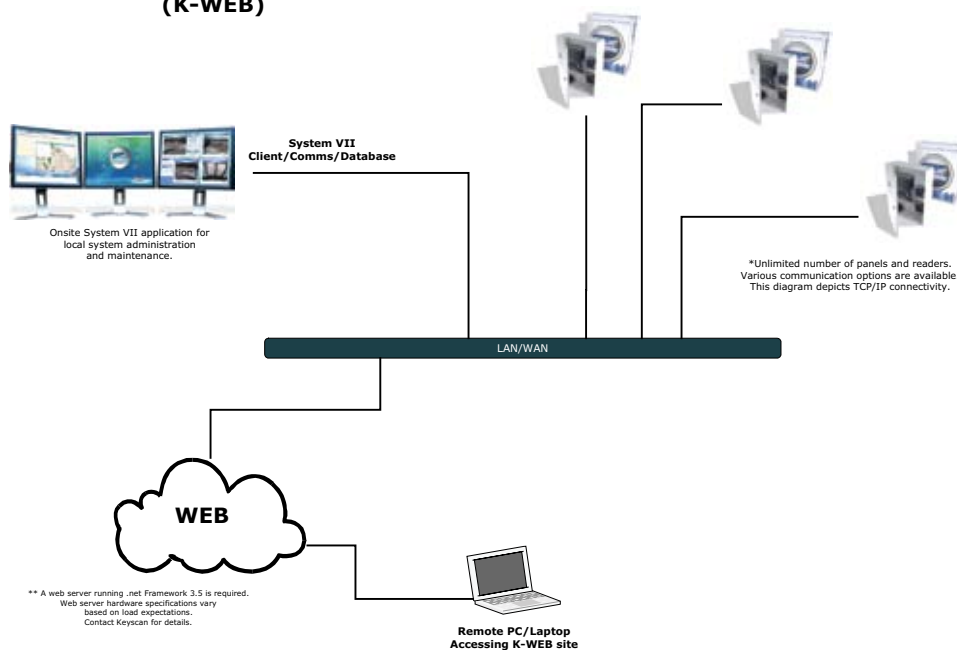 (K-WEB)
System VII
Client/Comms/Database
Onsite System VII application for
local system administration
and maintenance.
*Unlimited number of panels and readers.
Various communication options are available
This diagram depicts TCP/IP connectivity.
LAN/WAN
WEB
** A web server running .net Framework 3.5 is required.
Web server hardware specifications vary
based on load expectations.
Contact Keyscan for details.
Remote PC/Laptop
Accessing K-WEB site